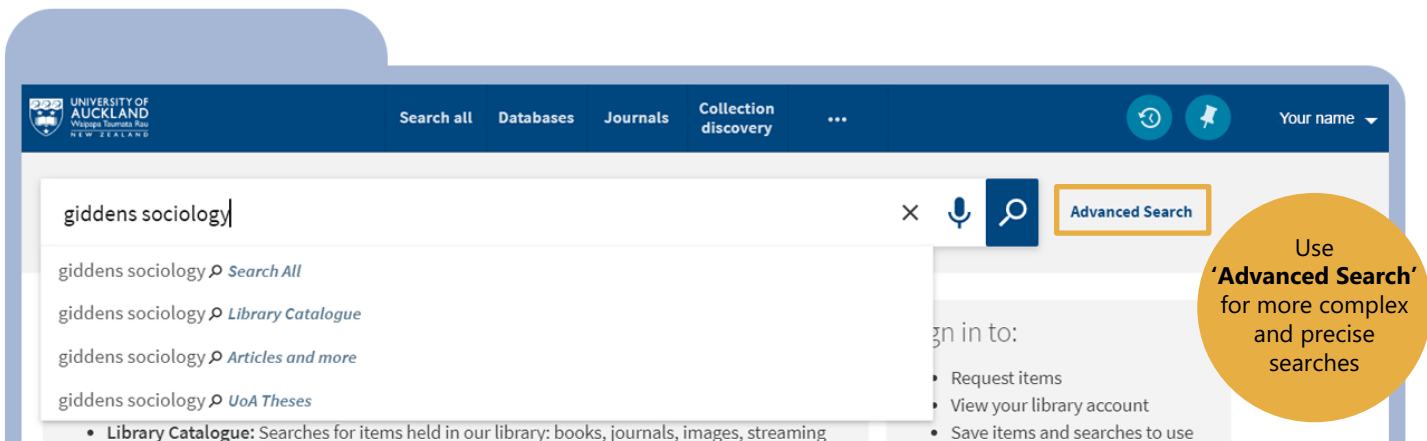 UNIVERSITY OF
AUCKLAND
Waipapa Taumata Rau
NEW ZEALAND
Search all
Databases
Journals
Collection
discovery
•••
Your name
giddens sociology
Advanced Search
giddens sociology Search All
giddens sociology Library Catalogue
giddens sociology Articles and more
giddens sociology UoA Theses
• Library Catalogue: Searches for items held in our library: books, journals, images, streaming
gn in to:
• Request items
• View your library account
• Save items and searches to use
Use
‘Advanced Search’
for more complex
and precise
searches